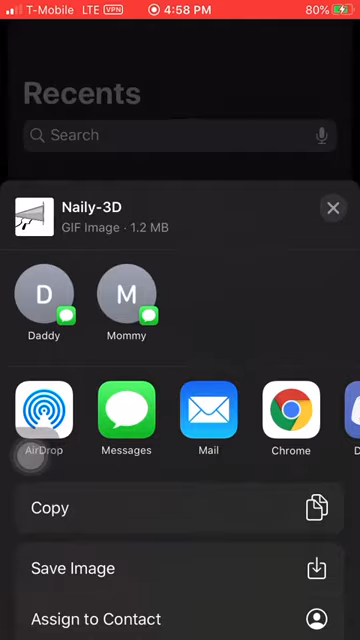 T-Mobile LTE VPN 4:58 PM 80%
Recents
Search
Naily-3D
GIF Image · 1.2 MB
D M
Daddy Mommy
AirDrop Messages Mail Chrome D
Copy
Save Image
Assign to Contact